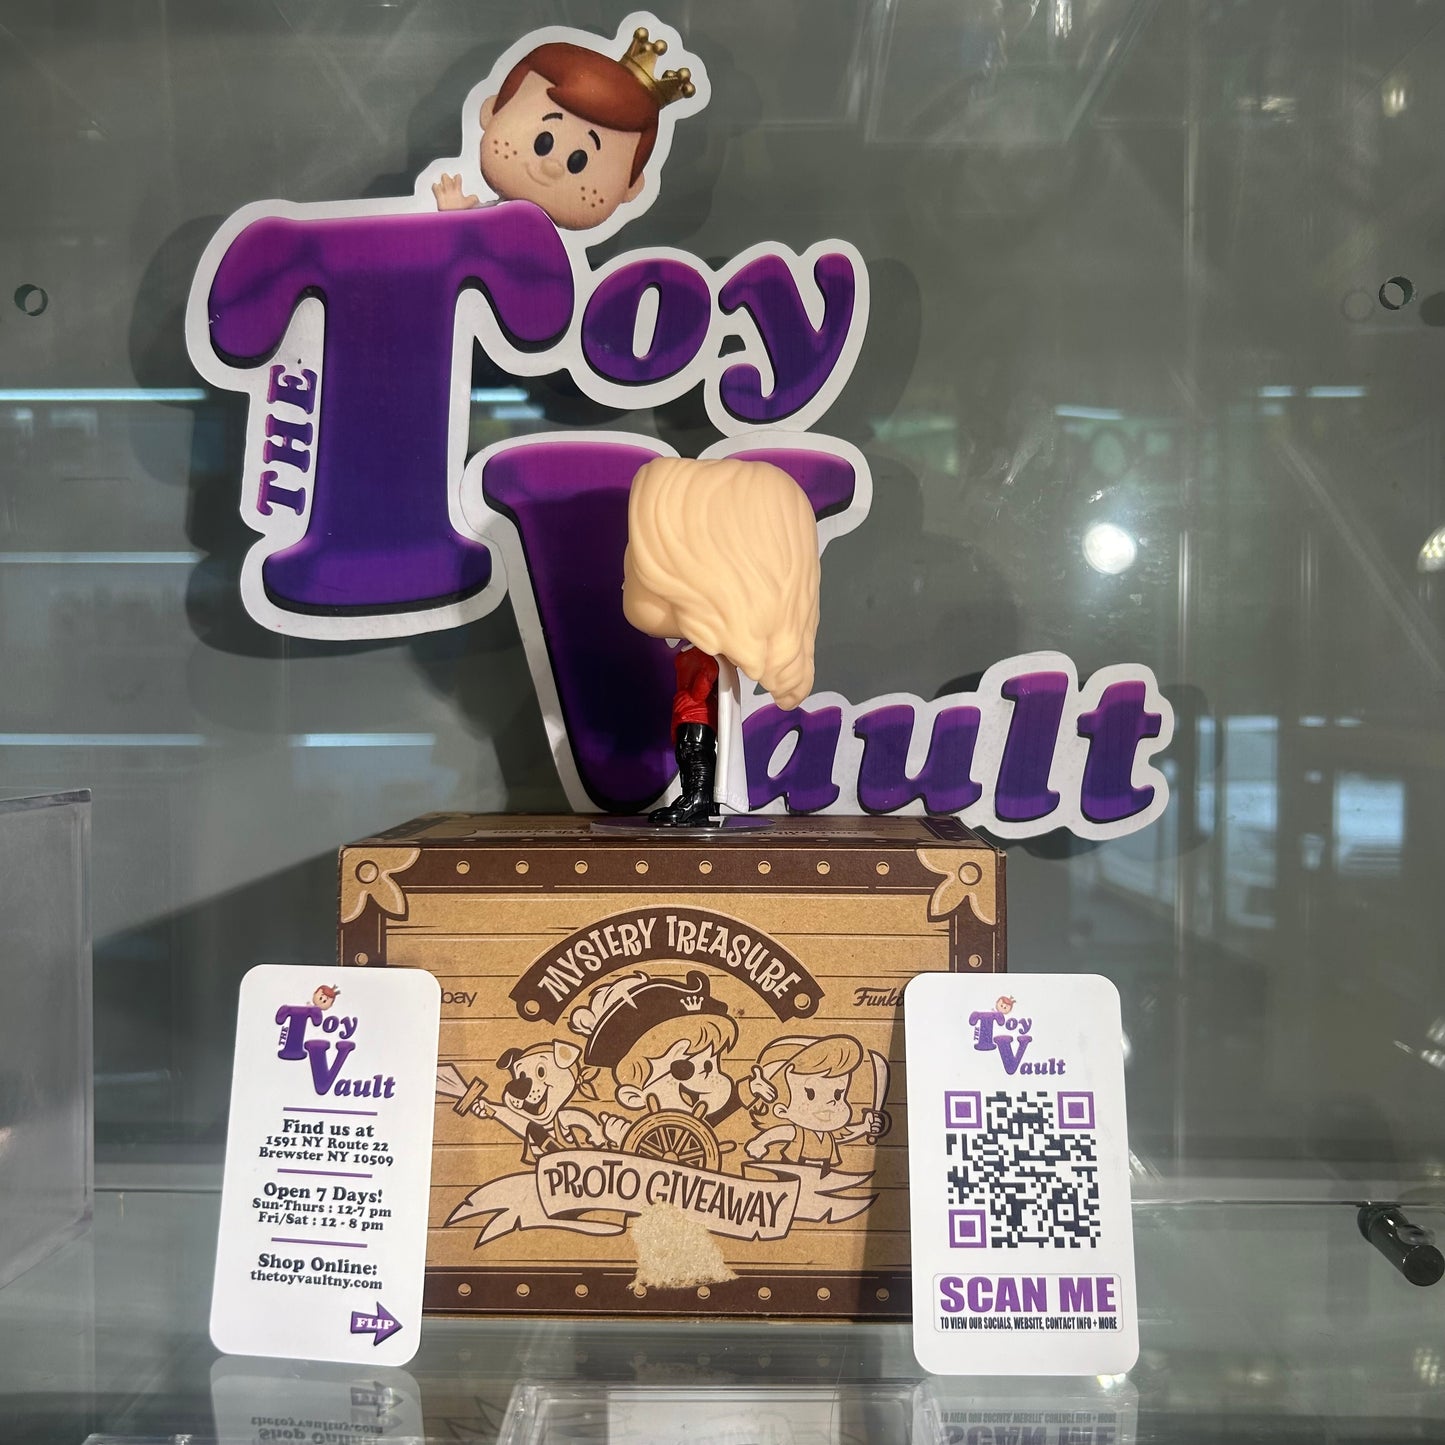 THE Toy
Vault
MYSTERY TREASURE
bay
Funko
PROTO GIVEAWAY
THE Toy
Vault
Find us at
1591 NY Route 22
Brewster NY 10509
Open 7 Days!
Sun-Thurs : 12-7 pm
Fri/Sat : 12 - 8 pm
Shop Online:
thetoyvaultny.com
FLIP
THE Toy
Vault
SCAN ME
TO VIEW OUR SOCIALS, WEBSITE, CONTACT INFO + MORE